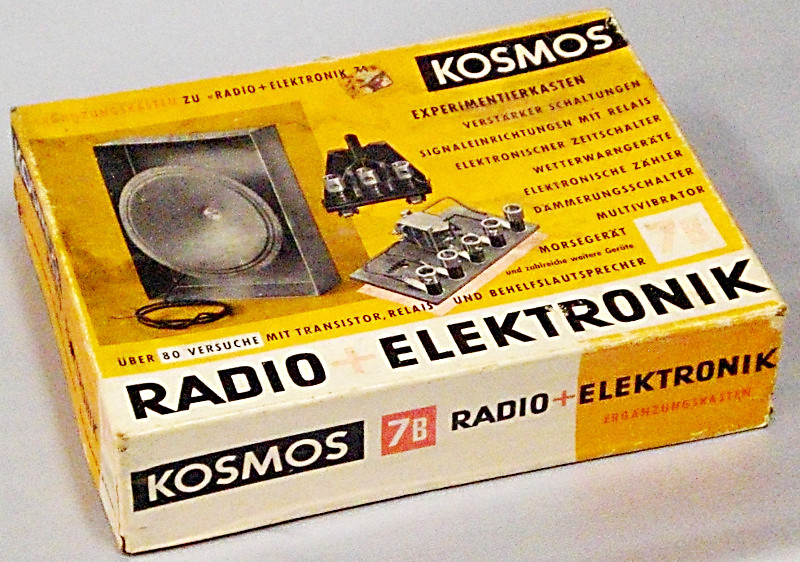 KOSMOS
ERGÄNZUNGSKASTEN ZU «RADIO+ELEKTRONIK
EXPERIMENTIERKASTEN
VERSTÄRKER SCHALTUNGEN
SIGNALEINRICHTUNGEN MIT RELAIS
ELEKTRONISCHER ZEITSCHALTER
WETTERWARNGERÄTE
ELEKTRONISCHE ZÄHLER
DÄMMERUNGSSCHALTER
MULTIVIBRATOR
MORSEGERÄT
und zahlreiche weitere Geräte
7B
ÜBER 80 VERSUCHE MIT TRANSISTOR, RELAIS UND BEHELFSLAUTSPRECHER
RADIO + ELEKTRONIK
KOSMOS 7B RADIO+ELEKTRONIK
ERGÄNZUNGSKASTEN
KOSMOS